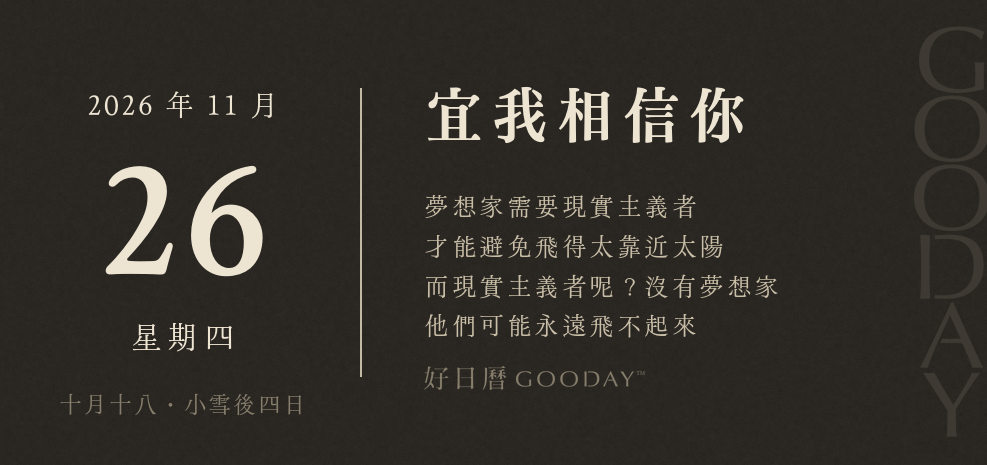 2026 年 11 月
26
星期四
十月十八・小雪後四日
宜我相信你
夢想家需要現實主義者
才能避免飛得太靠近太陽
而現實主義者呢？沒有夢想家
他們可能永遠飛不起來
好日曆 GOODAY™
GOODAY